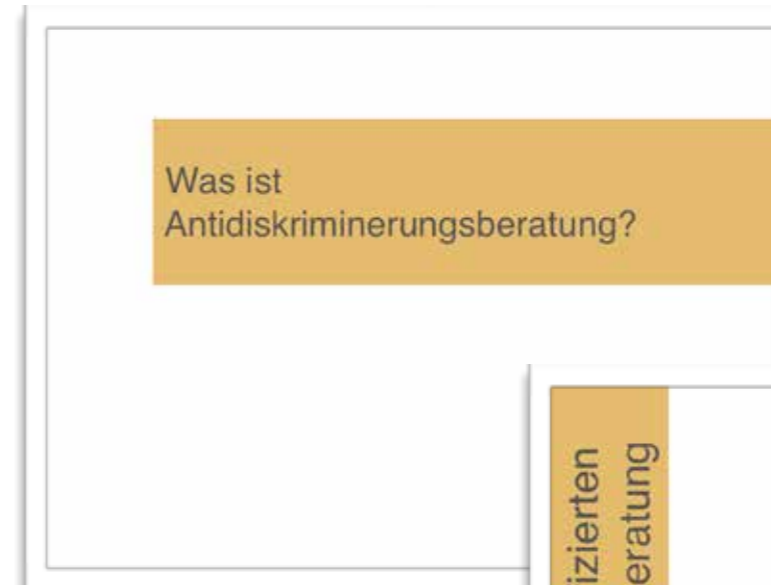 Was ist
Antidiskriminerungsberatung?
izierten
eratung